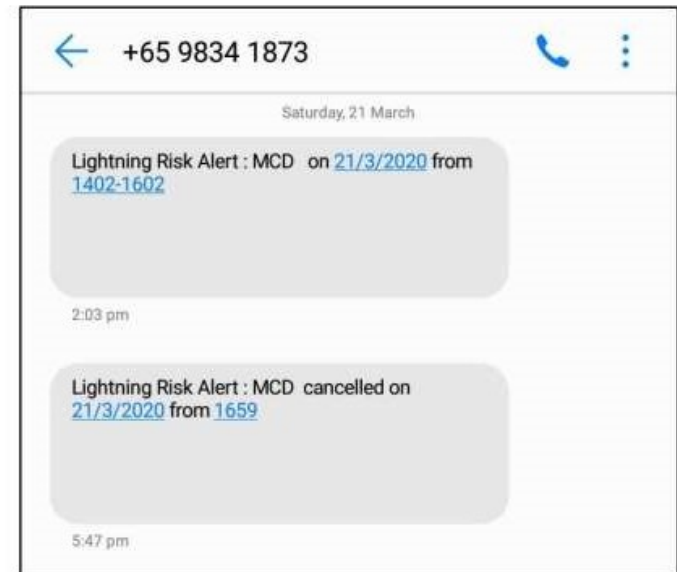 +65 9834 1873
Saturday, 21 March
Lightning Risk Alert : MCD on 21/3/2020 from
1402-1602
2:03 pm
Lightning Risk Alert : MCD cancelled on
21/3/2020 from 1659
5:47 pm